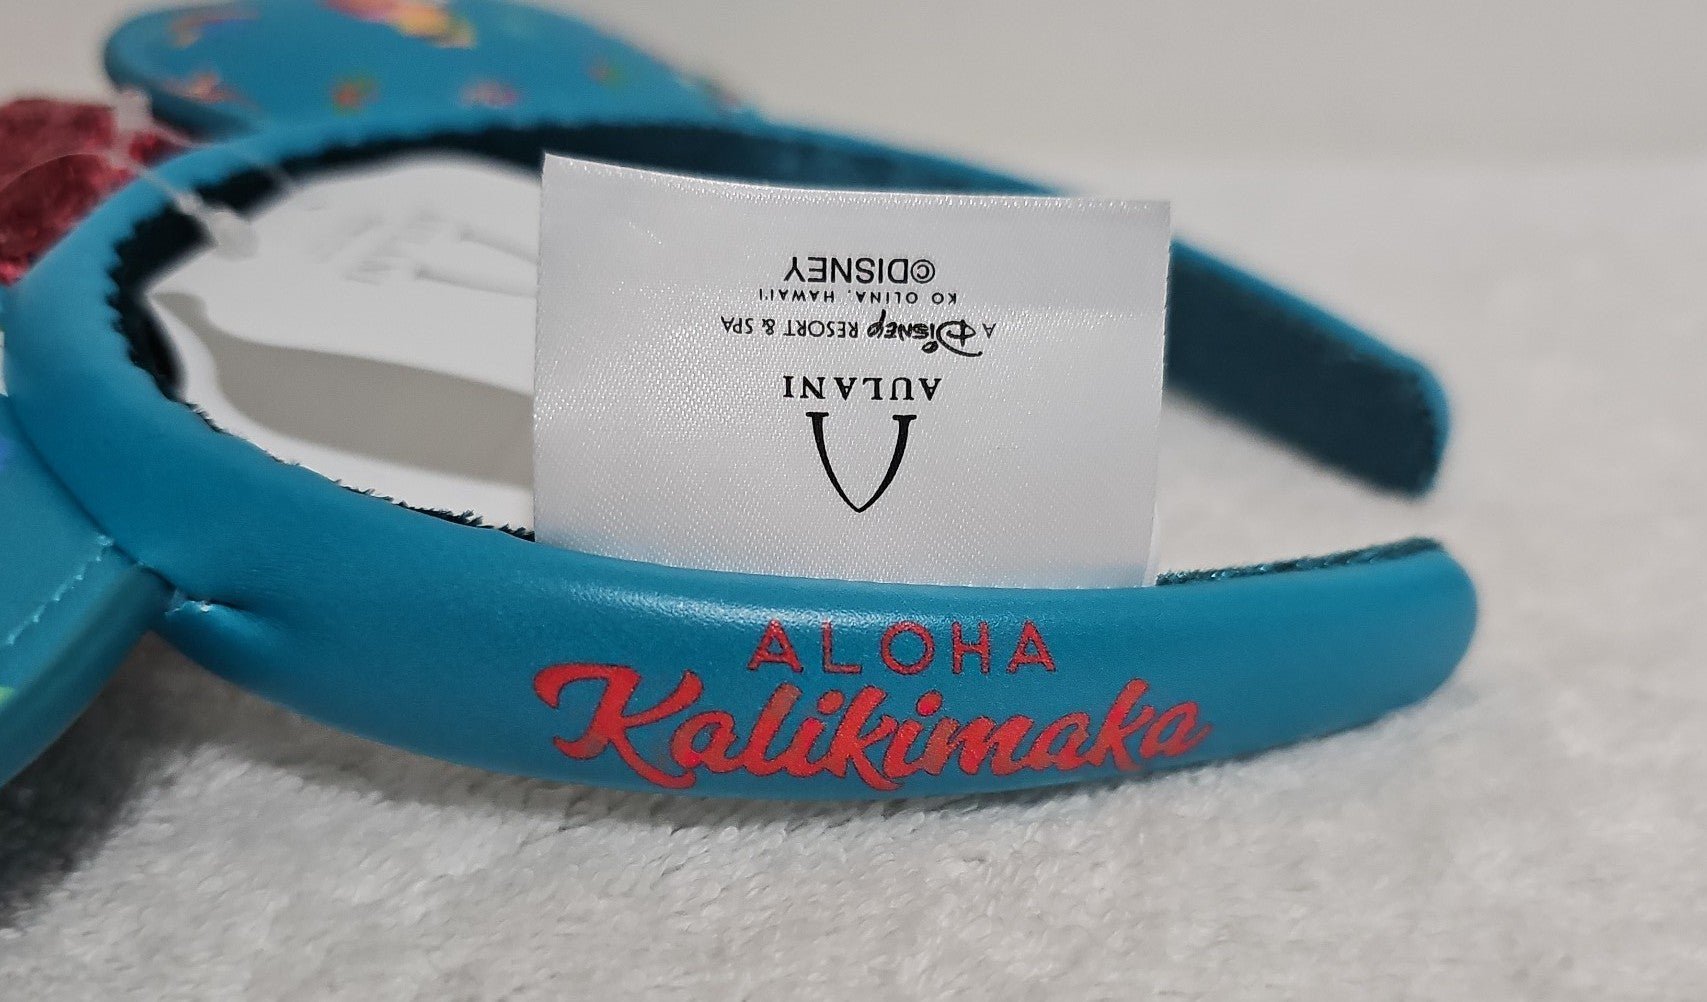 AULANI
A Disney RESORT & SPA
KO OLINA, HAWAI'I
©DISNEY
ALOHA
Kalikimaka